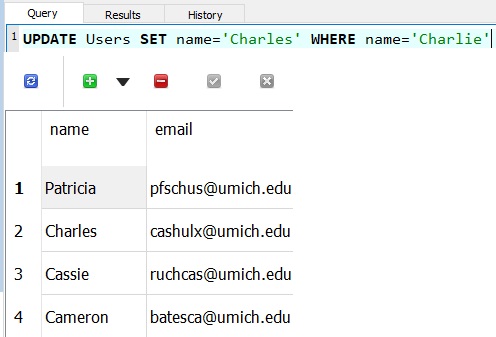 Query Results History
1 UPDATE Users SET name='Charles' WHERE name='Charlie'
name email
1 Patricia pfschus@umich.edu
2 Charles cashulx@umich.edu
3 Cassie ruchcas@umich.edu
4 Cameron batesca@umich.edu